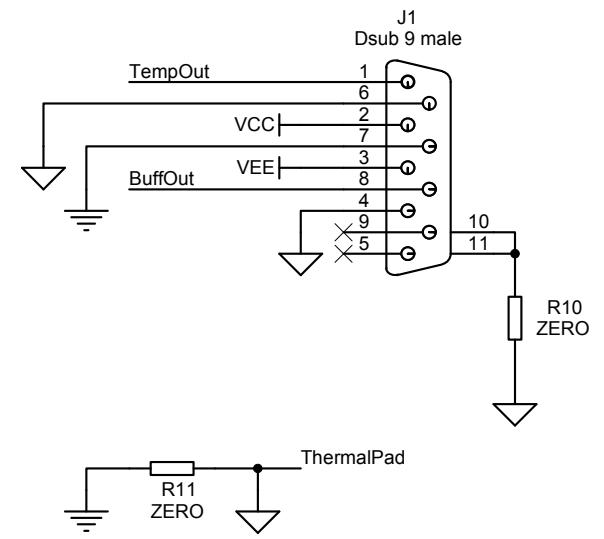 J1
Dsub 9 male
TempOut 1
6
VCC 2
7
VEE 3
BuffOut 8
4
9 10
5 11
R10
ZERO
ThermalPad
R11
ZERO